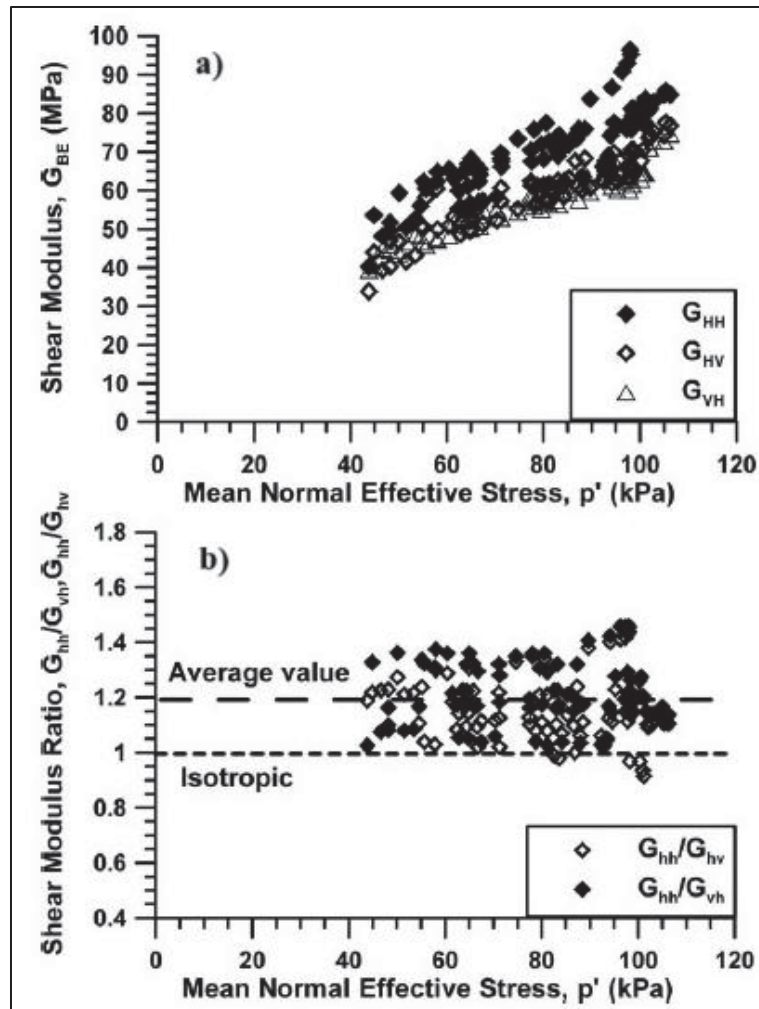 a)
Shear Modulus, G_BE (MPa)
100
90
80
70
60
50
40
30
20
10
0
0 20 40 60 80 100 120
Mean Normal Effective Stress, p' (kPa)
G_HH
G_HV
G_VH
b)
Shear Modulus Ratio, G_hh/G_vh,G_hh/G_hv
1.8
1.6
1.4
1.2
1
0.8
0.6
0.4
Average value
Isotropic
G_hh/G_hv
G_hh/G_vh
0 20 40 60 80 100 120
Mean Normal Effective Stress, p' (kPa)